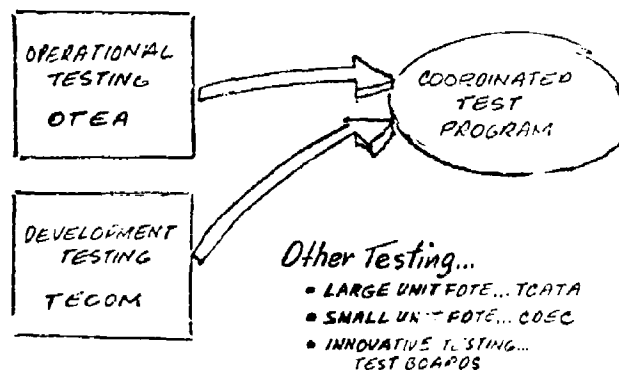 OPERATIONAL
TESTING
OTEA
COORDINATED
TEST
PROGRAM
DEVELOPMENT
TESTING
TECOM
Other Testing...
• LARGE UNIT FOTE... TCATA
• SMALL UNIT FOTE... CDEC
• INNOVATIVE TESTING...
TEST BOARDS